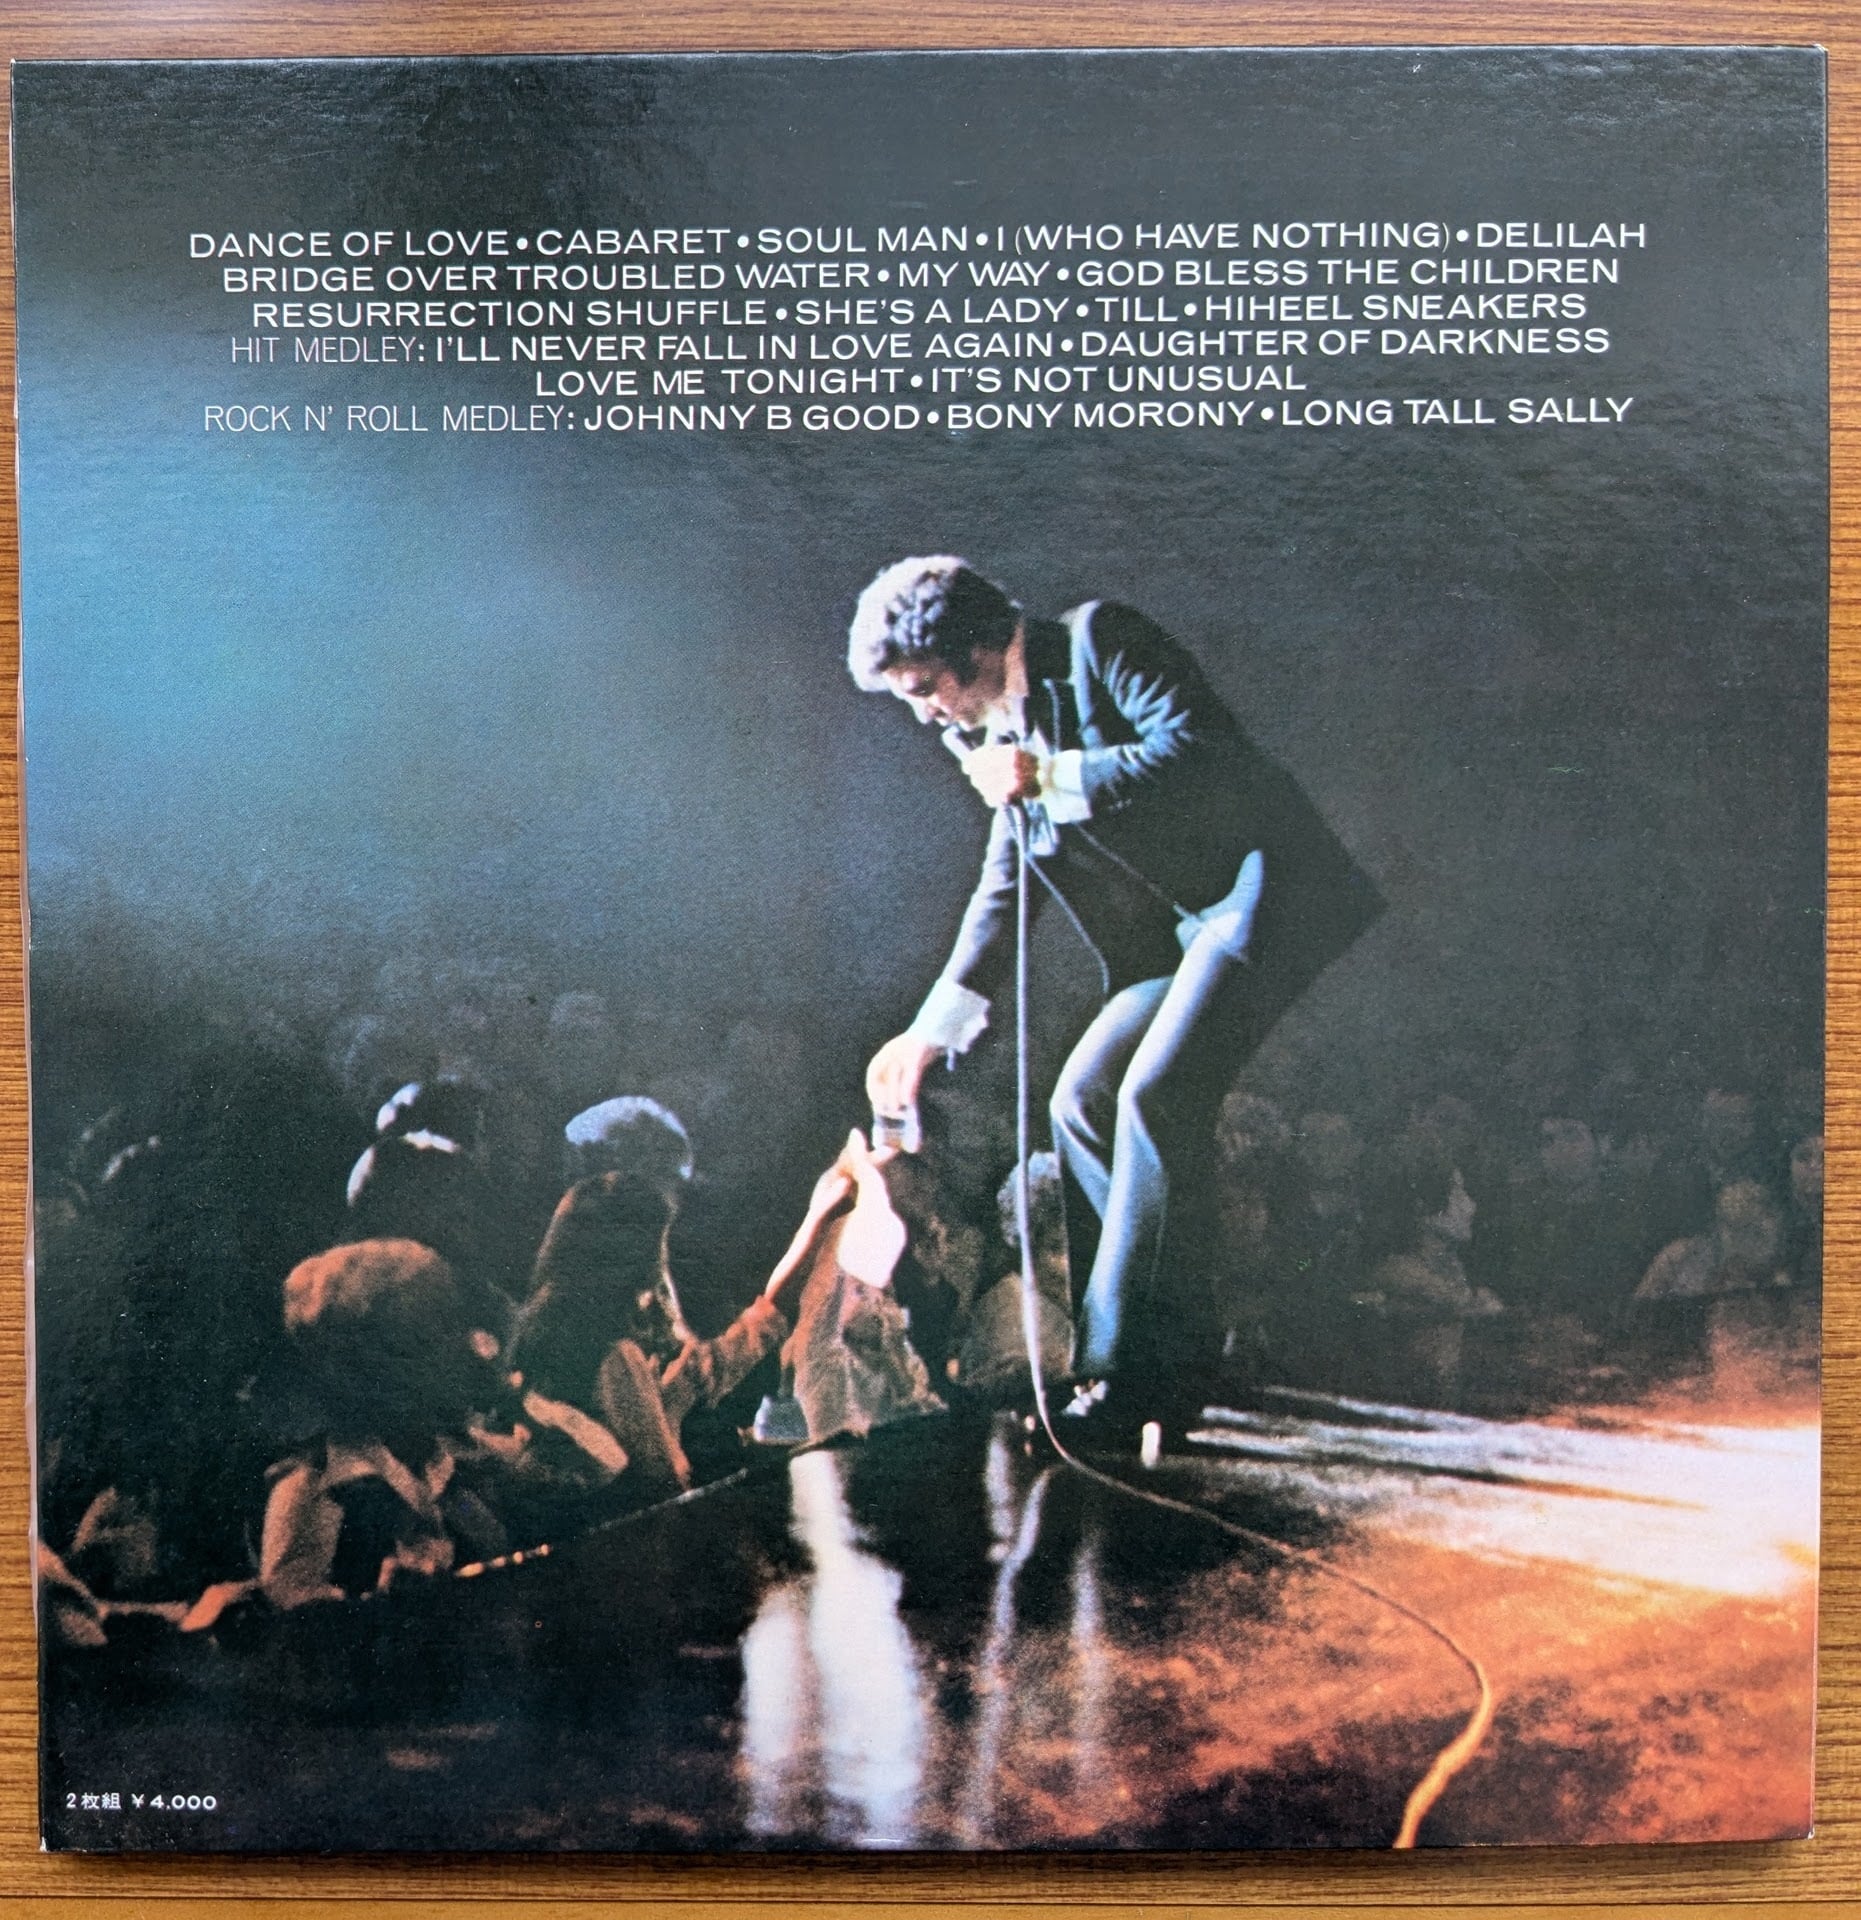 DANCE OF LOVE•CABARET•SOUL MAN•I (WHO HAVE NOTHING)•DELILAH
BRIDGE OVER TROUBLED WATER•MY WAY•GOD BLESS THE CHILDREN
RESURRECTION SHUFFLE•SHE'S A LADY•TILL•HIHEEL SNEAKERS
HIT MEDLEY: I'LL NEVER FALL IN LOVE AGAIN•DAUGHTER OF DARKNESS
LOVE ME TONIGHT•IT'S NOT UNUSUAL
ROCK N' ROLL MEDLEY: JOHNNY B GOOD•BONY MORONY•LONG TALL SALLY
2枚組 ¥4,000